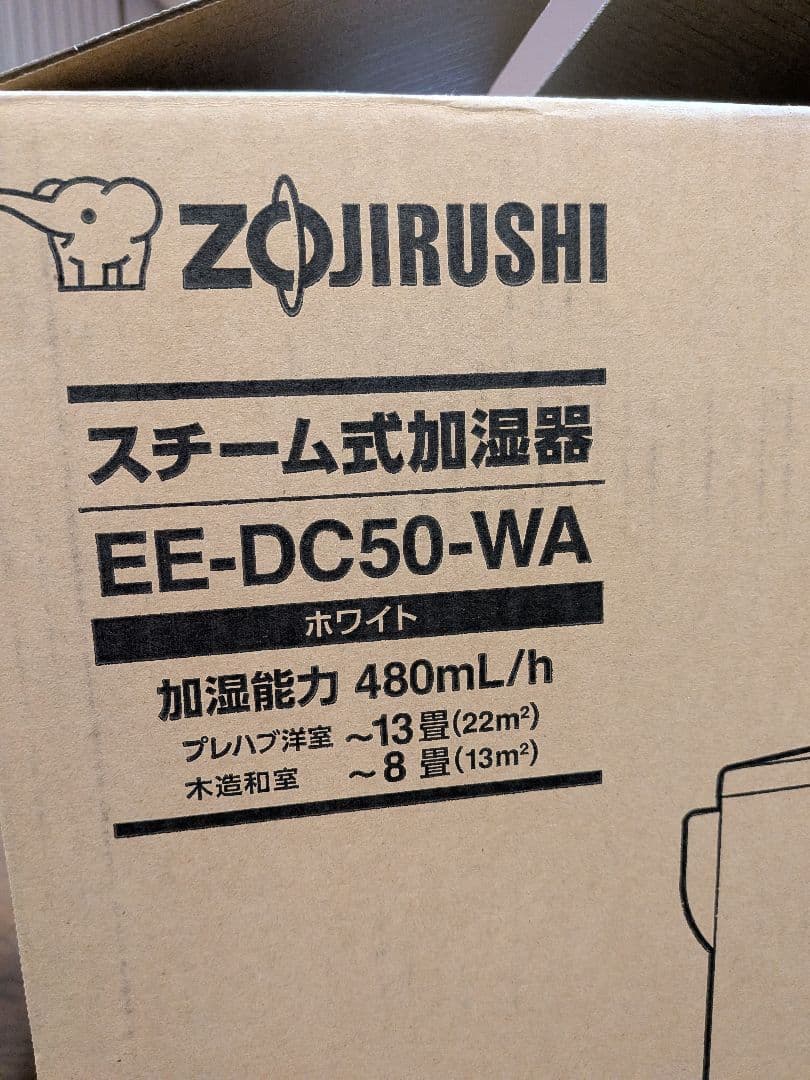 ZOJIRUSHI
スチーム式加湿器
EE-DC50-WA
ホワイト
加湿能力 480mL/h
プレハブ洋室 ~13畳(22m²)
木造和室 ~8畳(13m²)